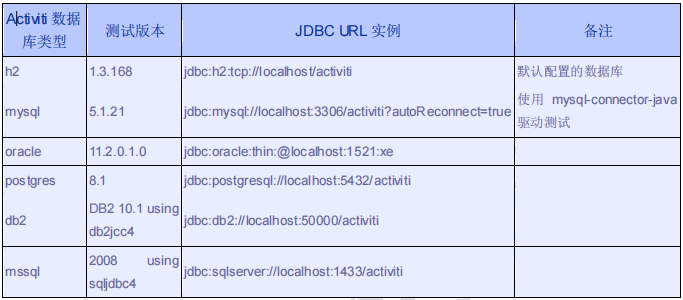 Activiti 数据库类型 测试版本 JDBC URL 实例 备注
h2 1.3.168 jdbc:h2:tcp://localhost/activiti 默认配置的数据库
mysql 5.1.21 jdbc:mysql://localhost:3306/activiti?autoReconnect=true 使用 mysql-connector-java 驱动测试
oracle 11.2.0.1.0 jdbc:oracle:thin:@localhost:1521:xe
postgres 8.1 jdbc:postgresql://localhost:5432/activiti
db2 DB2 10.1 using db2jcc4 jdbc:db2://localhost:50000/activiti
mssql 2008 using sqljdbc4 jdbc:sqlserver://localhost:1433/activiti